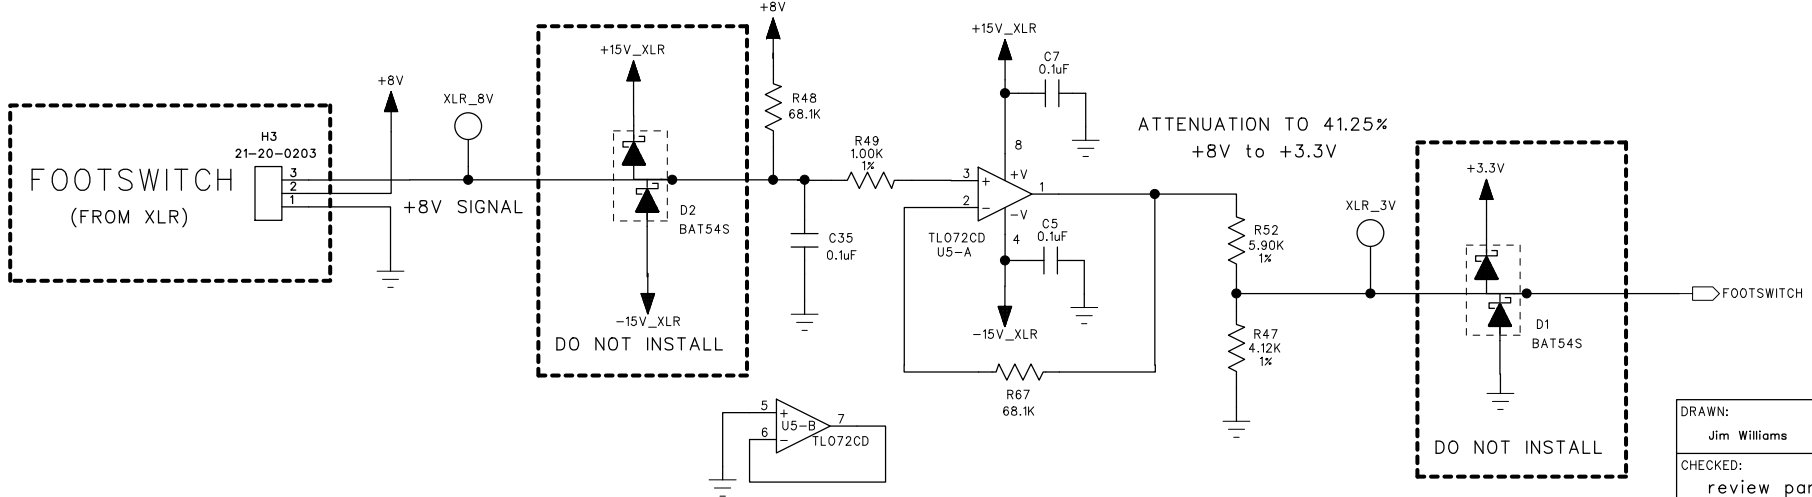 FOOTSWITCH
(FROM XLR)
H3
21-20-0203
3
2
1
+8V
XLR_8V
+8V SIGNAL
+15V_XLR
D2
BAT54S
-15V_XLR
DO NOT INSTALL
+8V
R48
68.1K
C35
0.1uF
R49
1.00K
1%
+15V_XLR
C7
0.1uF
8
3
+
+V
1
2
-
-V
TL072CD
U5-A
4
C5
0.1uF
-15V_XLR
R67
68.1K
5
+
U5-B
7
6
-
TL072CD
ATTENUATION TO 41.25%
+8V to +3.3V
R52
5.90K
1%
R47
4.12K
1%
XLR_3V
+3.3V
D1
BAT54S
DO NOT INSTALL
FOOTSWITCH
DRAWN:
Jim Williams
CHECKED: